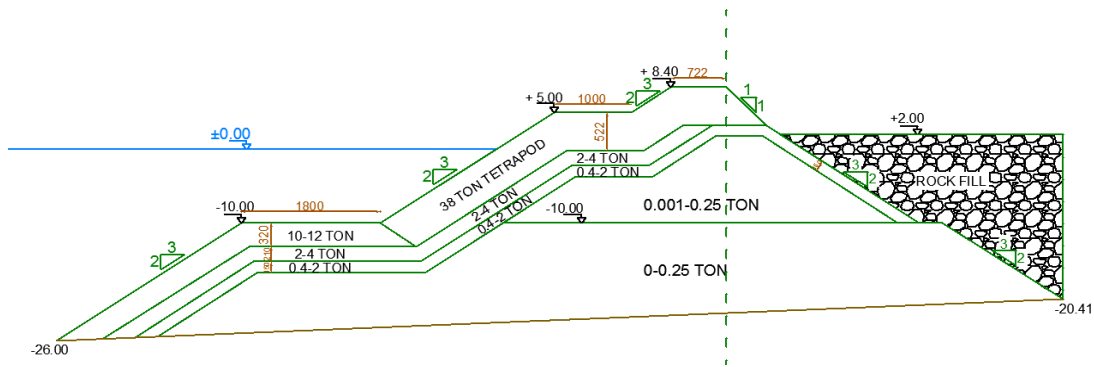 + 8.40
722
3
2
1
1
+ 5.00
1000
+2.00
±0.00
522
3
2
38 TON TETRAPOD
2-4 TON
0.4-2 TON
3
2
ROCK FILL
-10.00
1800
2-4 TON
0.4-2 TON
-10.00
0.001-0.25 TON
320
10-12 TON
3
2
2-4 TON
0.4-2 TON
0-0.25 TON
3
2
-20.41
-26.00